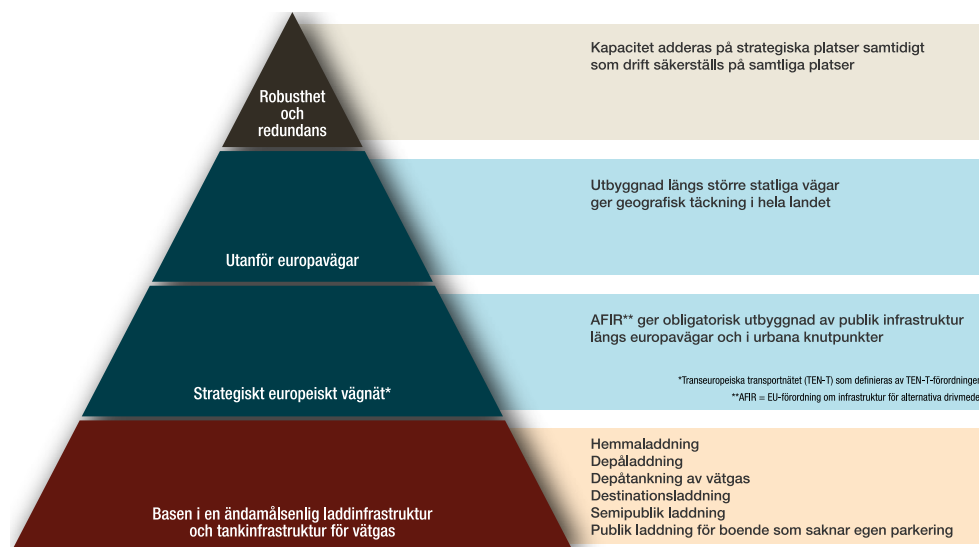 Robusthet
och
redundans
Kapacitet adderas på strategiska platser samtidigt
som drift säkerställs på samtliga platser
Utanför europavägar
Utbyggnad längs större statliga vägar
ger geografisk täckning i hela landet
Strategiskt europeiskt vägnät*
AFIR** ger obligatorisk utbyggnad av publik infrastruktur
längs europavägar och i urbana knutpunkter
*Transeuropeiska transportnätet (TEN-T) som definieras av TEN-T-förordningen
**AFIR = EU-förordning om infrastruktur för alternativa drivmede
Basen i en ändamålsenlig laddinfrastruktur
och tankinfrastruktur för vätgas
Hemmaladdning
Depåladdning
Depåtankning av vätgas
Destinationsladdning
Semipublik laddning
Publik laddning för boende som saknar egen parkering